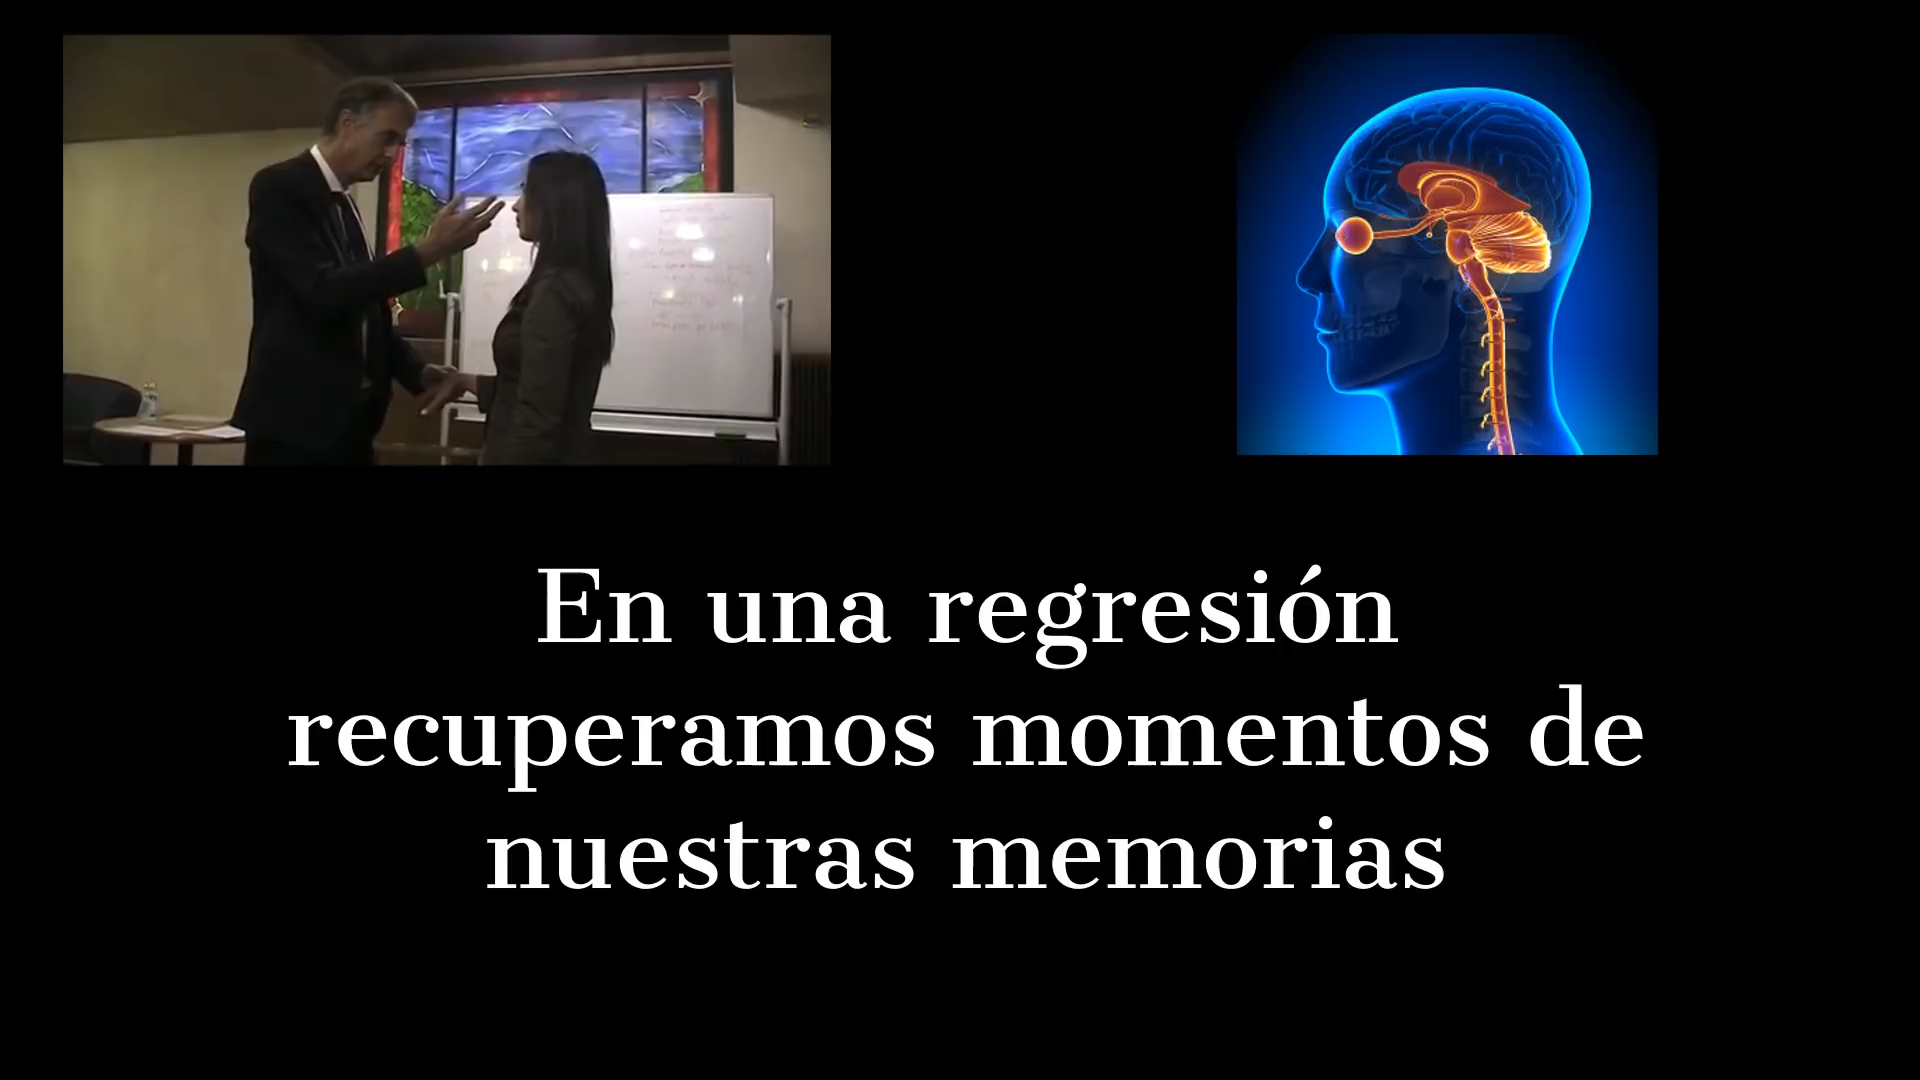 En una regresión
recuperamos momentos de
nuestras memorias